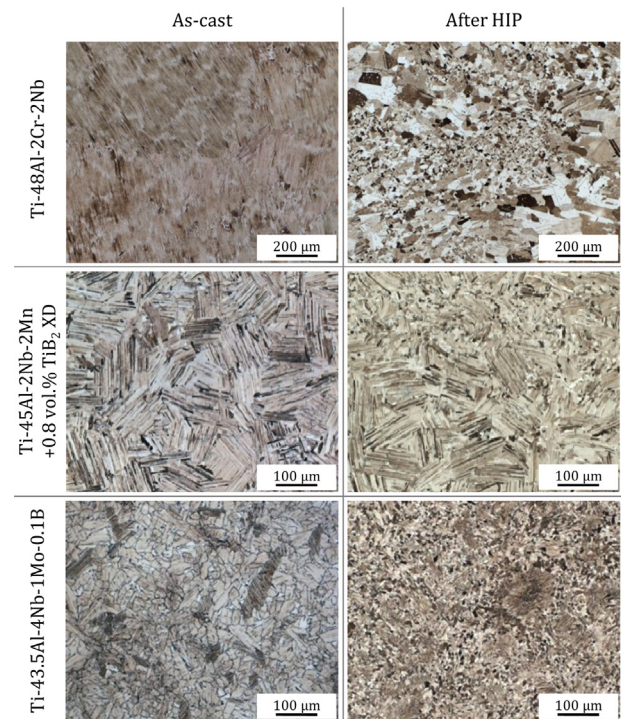 As-cast
After HIP
Ti-48Al-2Cr-2Nb
200 µm
200 µm
Ti-45Al-2Nb-2Mn
+0.8 vol.% TiB₂ XD
100 µm
100 µm
Ti-43.5Al-4Nb-1Mo-0.1B
100 µm
100 µm